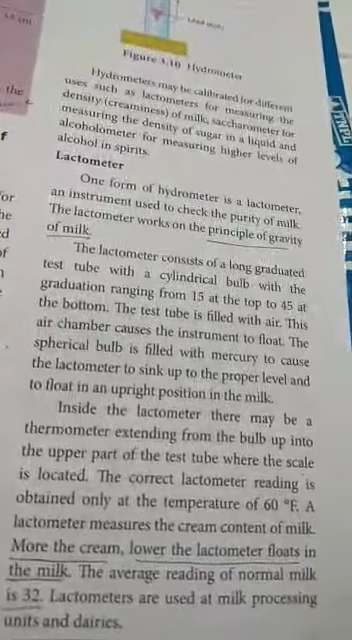 Lead shots
Figure 3.10 Hydrometer
Hydrometers may be calibrated for different
uses such as lactometers for measuring the
density (creaminess) of milk, saccharometer for
measuring the density of sugar in a liquid and
alcoholometer for measuring higher levels of
alcohol in spirits.
Lactometer
One form of hydrometer is a lactometer,
an instrument used to check the purity of milk.
The lactometer works on the principle of gravity
of milk.
The lactometer consists of a long graduated
test tube with a cylindrical bulb with the
graduation ranging from 15 at the top to 45 at
the bottom. The test tube is filled with air. This
air chamber causes the instrument to float. The
spherical bulb is filled with mercury to cause
the lactometer to sink up to the proper level and
to float in an upright position in the milk.
Inside the lactometer there may be a
thermometer extending from the bulb up into
the upper part of the test tube where the scale
is located. The correct lactometer reading is
obtained only at the temperature of 60 °F. A
lactometer measures the cream content of milk.
More the cream, lower the lactometer floats in
the milk. The average reading of normal milk
is 32. Lactometers are used at milk processing
units and dairies.
the